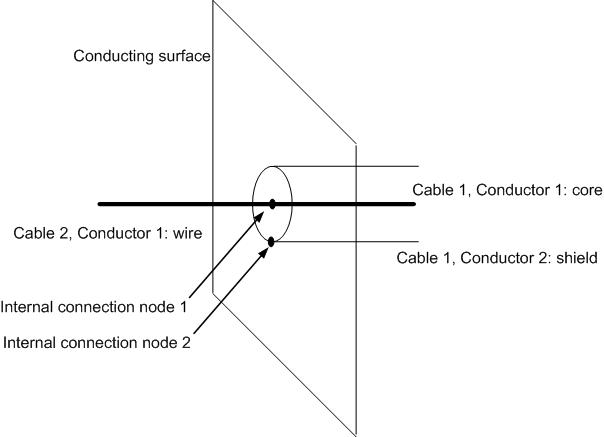 Conducting surface
Cable 1, Conductor 1: core
Cable 2, Conductor 1: wire
Cable 1, Conductor 2: shield
Internal connection node 1
Internal connection node 2